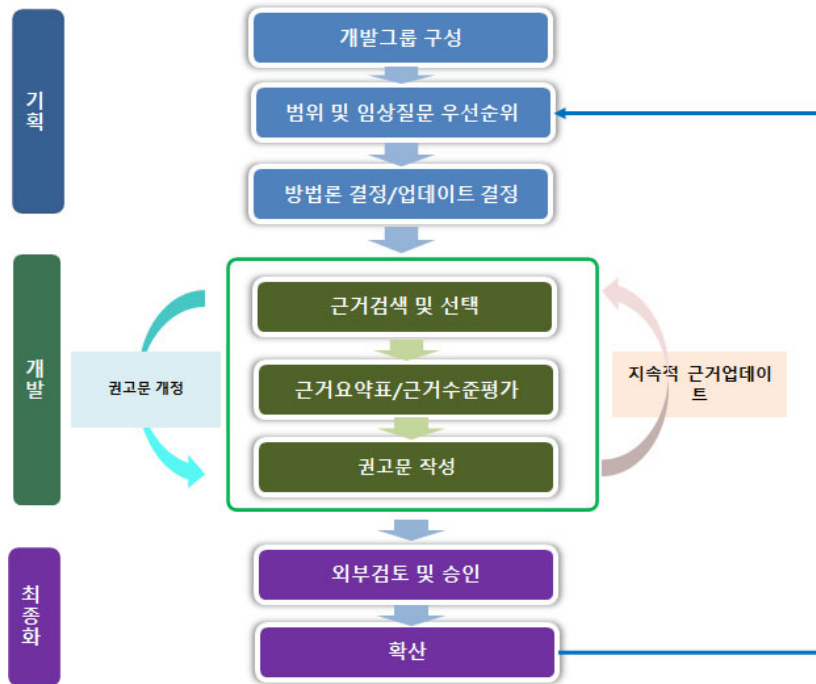 기획
개발그룹 구성
범위 및 임상질문 우선순위
방법론 결정/업데이트 결정
개발
근거검색 및 선택
근거요약표/근거수준평가
권고문 작성
권고문 개정
지속적 근거업데이
트
최종화
외부검토 및 승인
확산